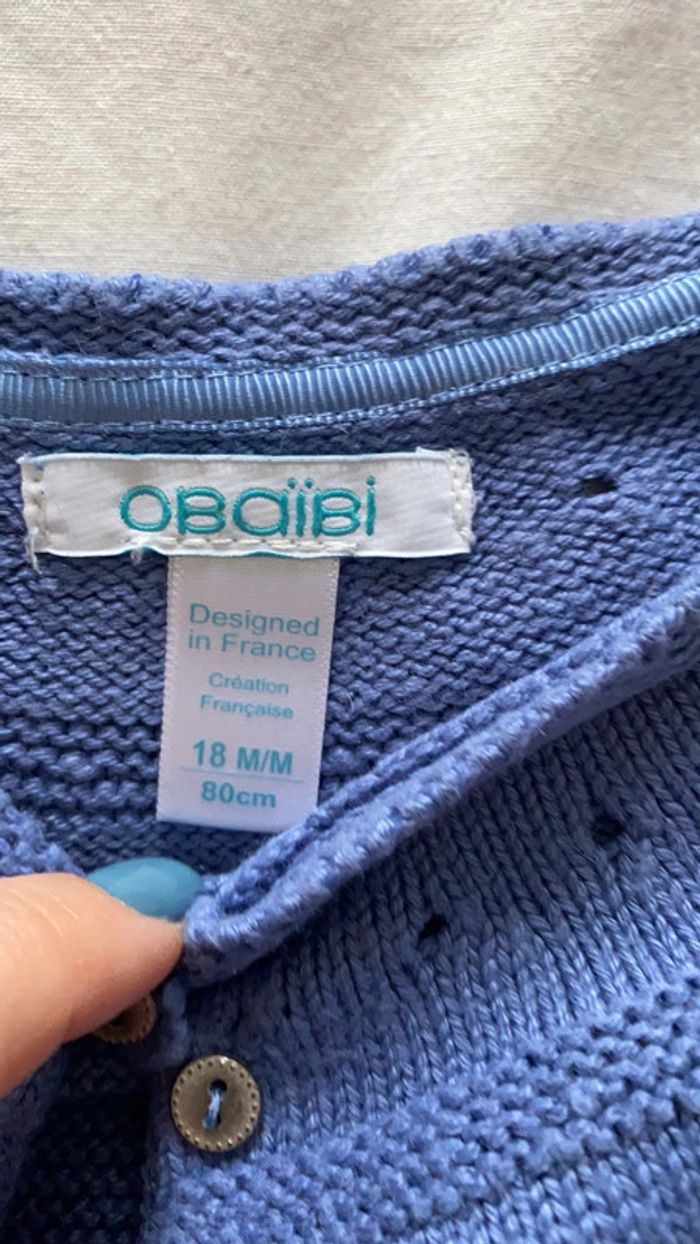 OBaïBi
Designed
in France
Création
Française
18 M/M
80cm